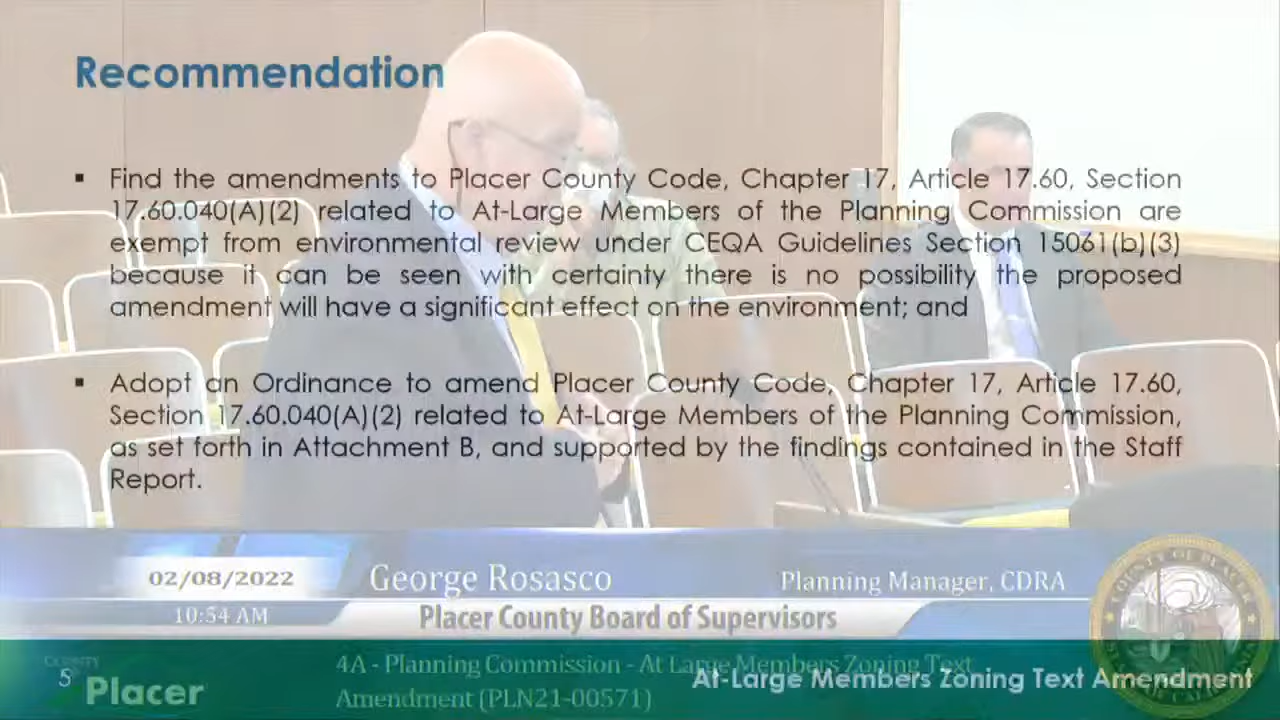 Recommendation
▪ Find the amendments to Placer County Code, Chapter 17, Article 17.60, Section
17.60.040(A)(2) related to At-Large Members of the Planning Commission are
exempt from environmental review under CEQA Guidelines Section 15061(b)(3)
because it can be seen with certainty there is no possibility the proposed
amendment will have a significant effect on the environment; and
▪ Adopt an Ordinance to amend Placer County Code, Chapter 17, Article 17.60,
Section 17.60.040(A)(2) related to At-Large Members of the Planning Commission,
as set forth in Attachment B, and supported by the findings contained in the Staff
Report.
02/08/2022
George Rosasco
Planning Manager, CDRA
10:54 AM
Placer County Board of Supervisors
COUNTY
5
Placer
4A - Planning Commission - At Large Members Zoning Text
Amendment (PLN21-00571)
At-Large Members Zoning Text Amendment
COUNTY OF PLACER